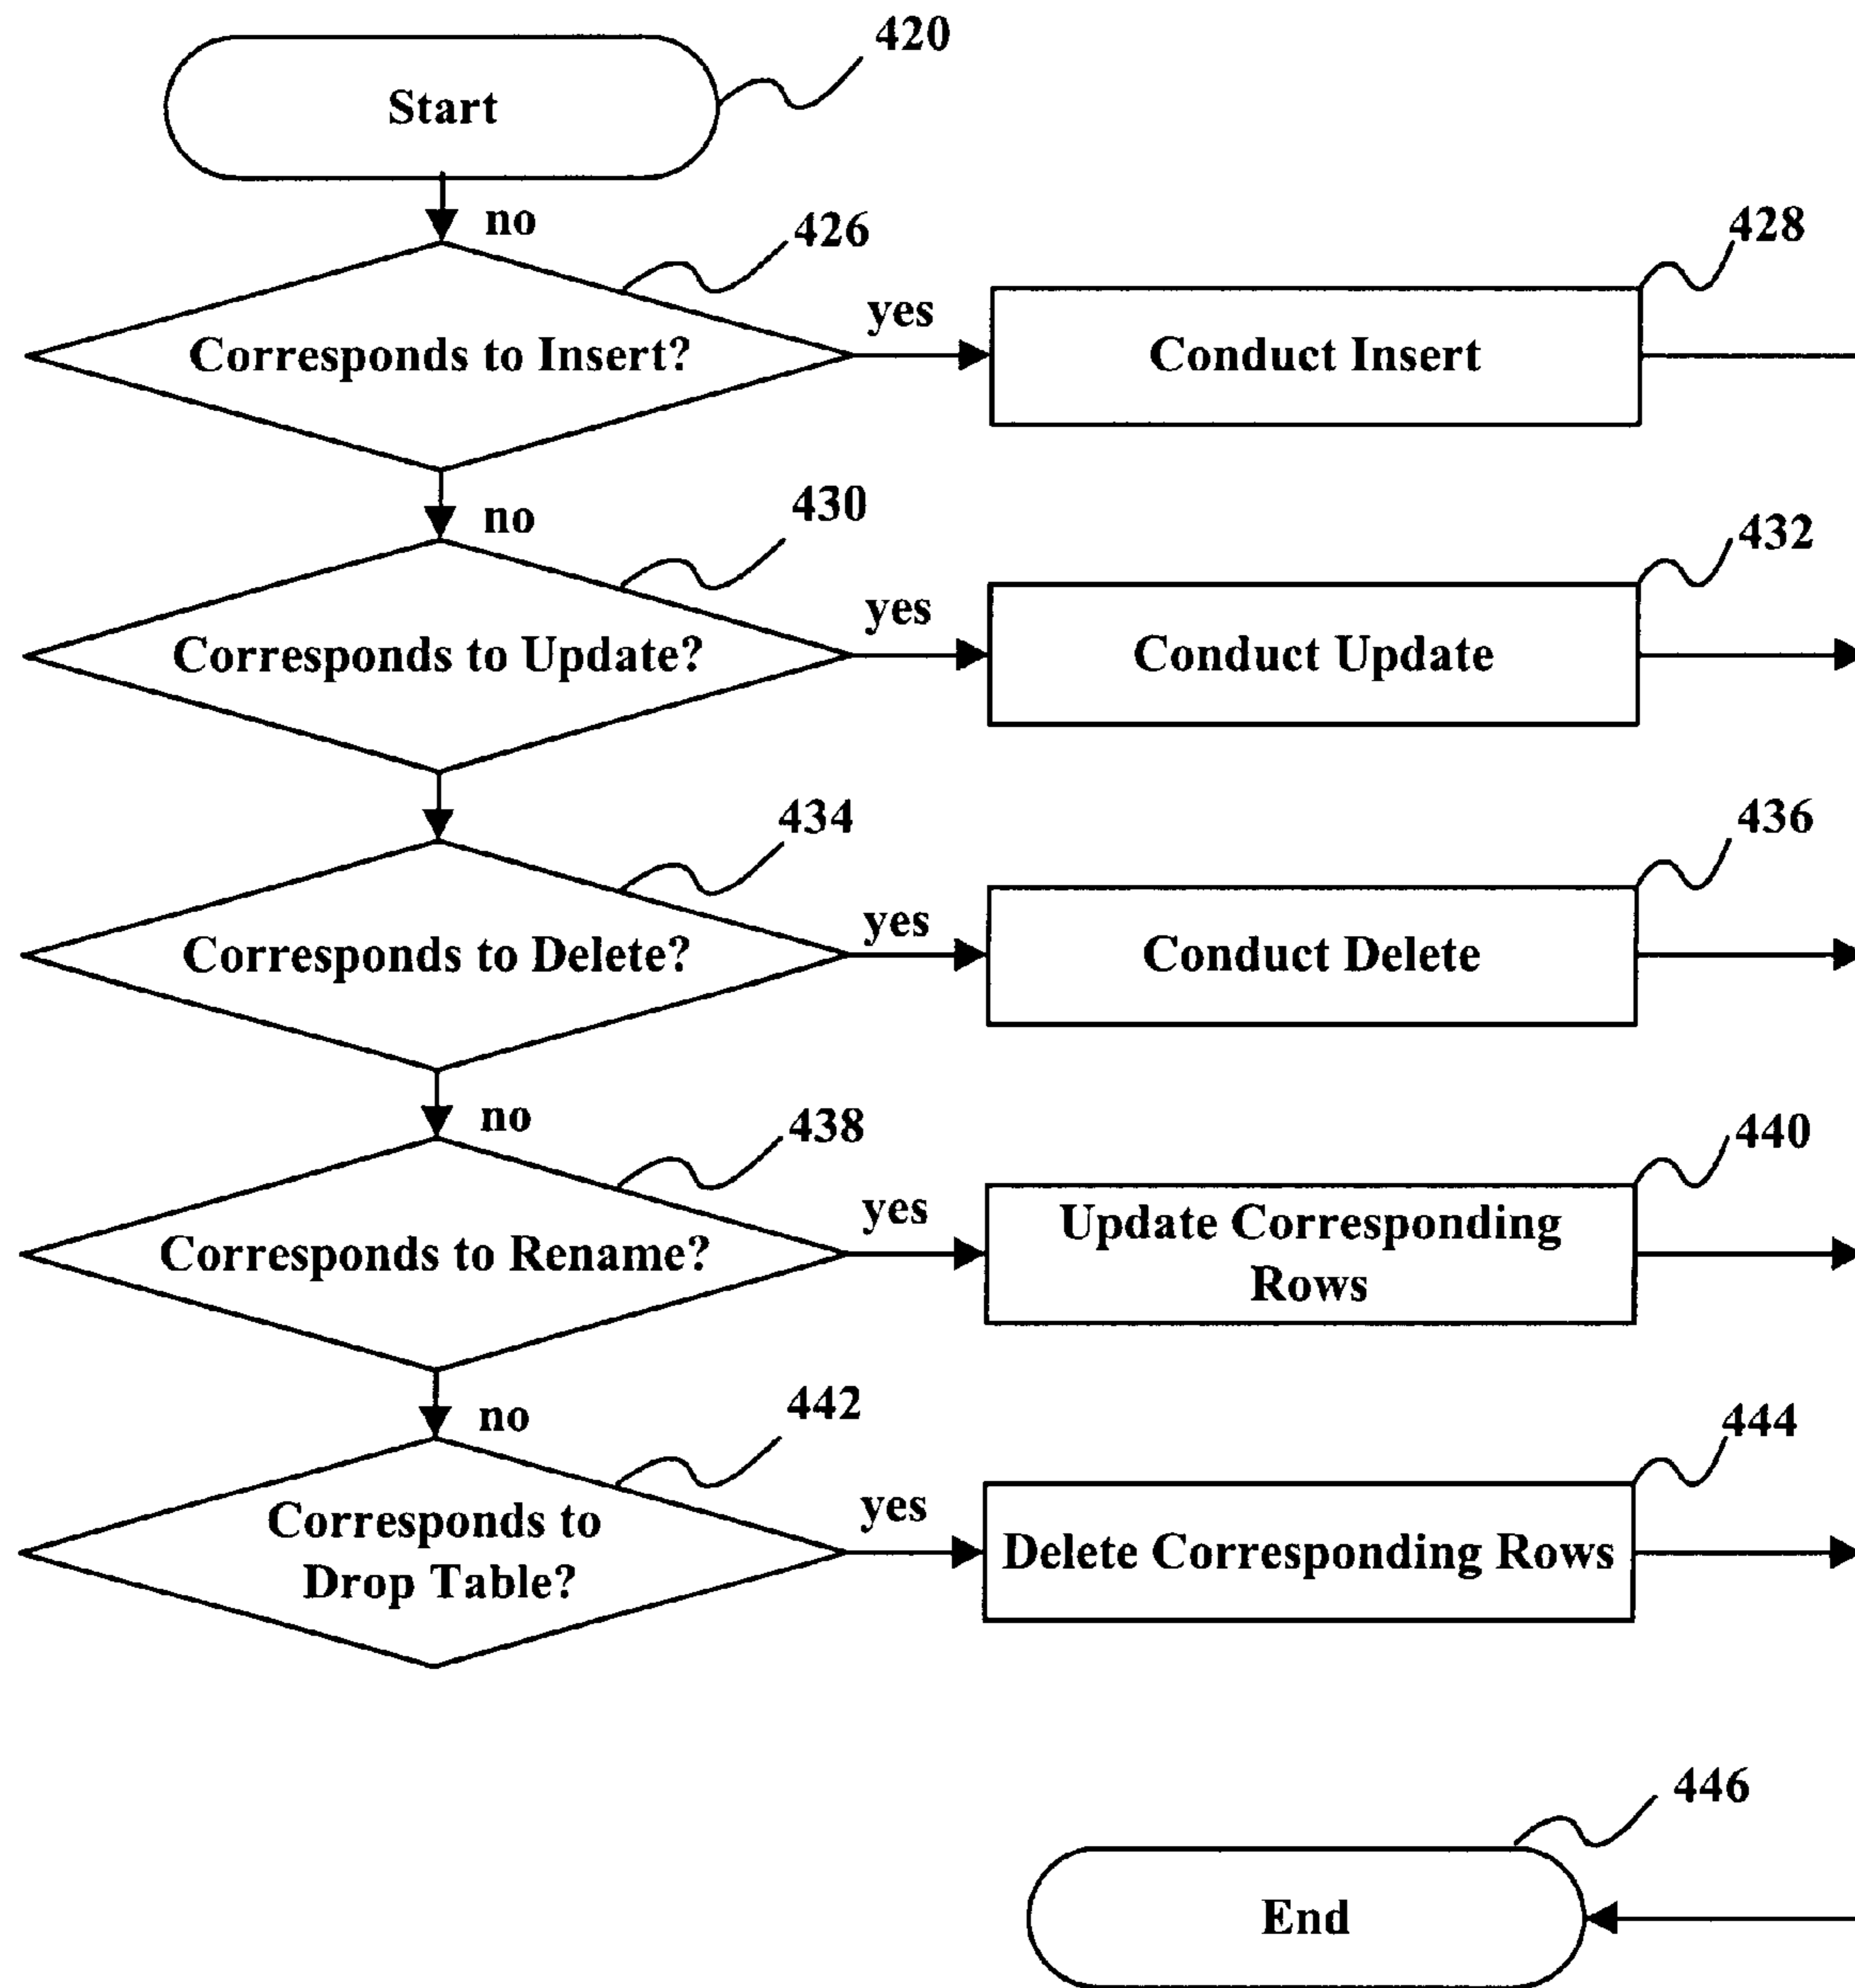 420
Start
no
426
428
yes
Corresponds to Insert?
Conduct Insert
no
430
432
yes
Corresponds to Update?
Conduct Update
434
436
yes
Corresponds to Delete?
Conduct Delete
no
438
440
yes
Corresponds to Rename?
Update Corresponding
Rows
no
442
444
yes
Corresponds to
Drop Table?
Delete Corresponding Rows
446
End